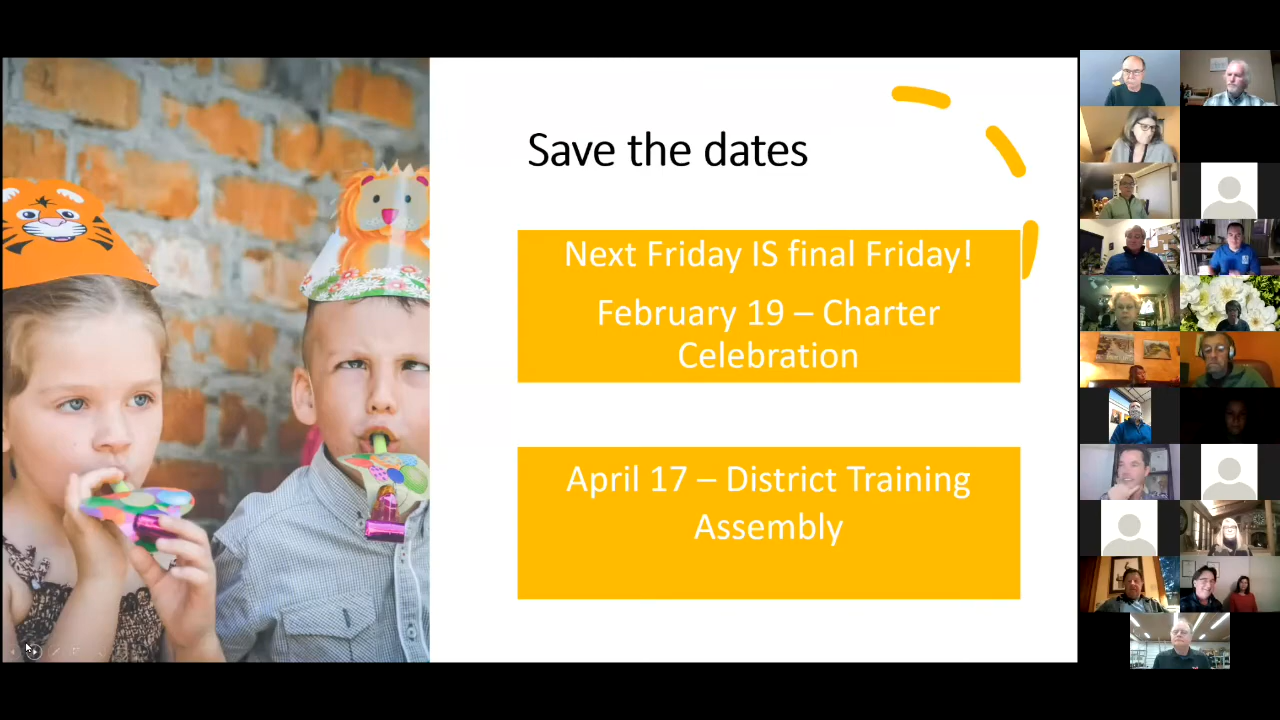 Save the dates
Next Friday IS final Friday!
February 19 – Charter
Celebration
April 17 – District Training
Assembly